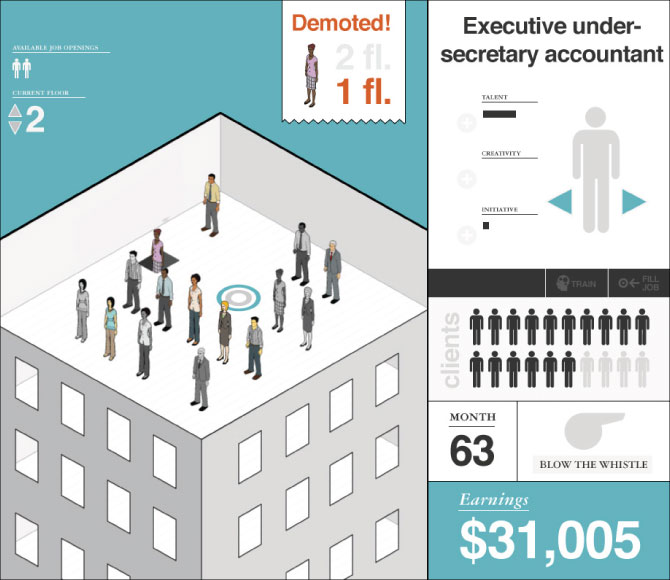 AVAILABLE JOB OPENINGS
CURRENT FLOOR
2
Demoted!
2 fl.
1 fl.
Executive under-
secretary accountant
TALENT
CREATIVITY
INITIATIVE
TRAIN
FILL
JOB
clients
MONTH
63
BLOW THE WHISTLE
Earnings
$31,005